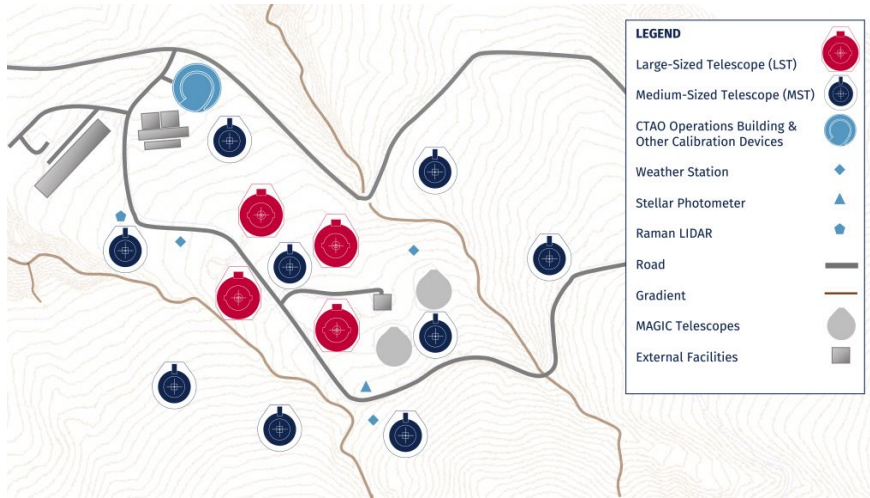 LEGEND
Large-Sized Telescope (LST)
Medium-Sized Telescope (MST)
CTAO Operations Building &
Other Calibration Devices
Weather Station
Stellar Photometer
Raman LIDAR
Road
Gradient
MAGIC Telescopes
External Facilities